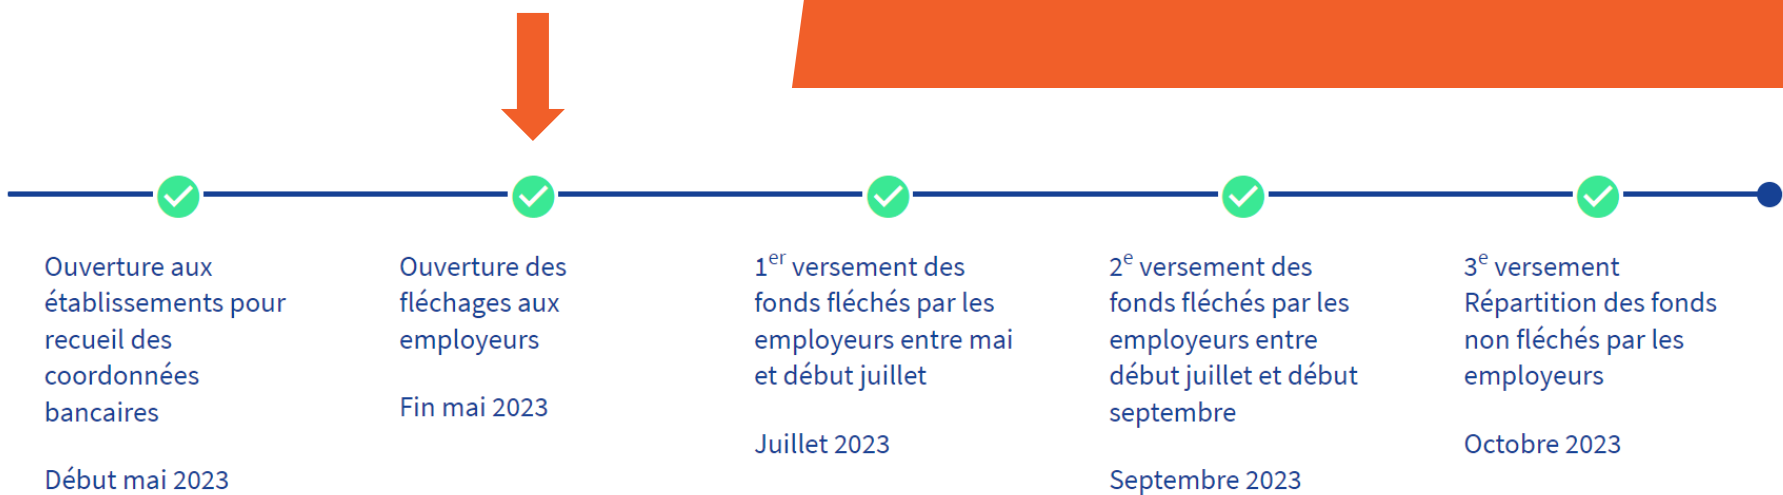 Ouverture aux
établissements pour
recueil des
coordonnées
bancaires
Début mai 2023
Ouverture des
fléchages aux
employeurs
Fin mai 2023
1er versement des
fonds fléchés par les
employeurs entre mai
et début juillet
Juillet 2023
2e versement des
fonds fléchés par les
employeurs entre
début juillet et début
septembre
Septembre 2023
3e versement
Répartition des fonds
non fléchés par les
employeurs
Octobre 2023